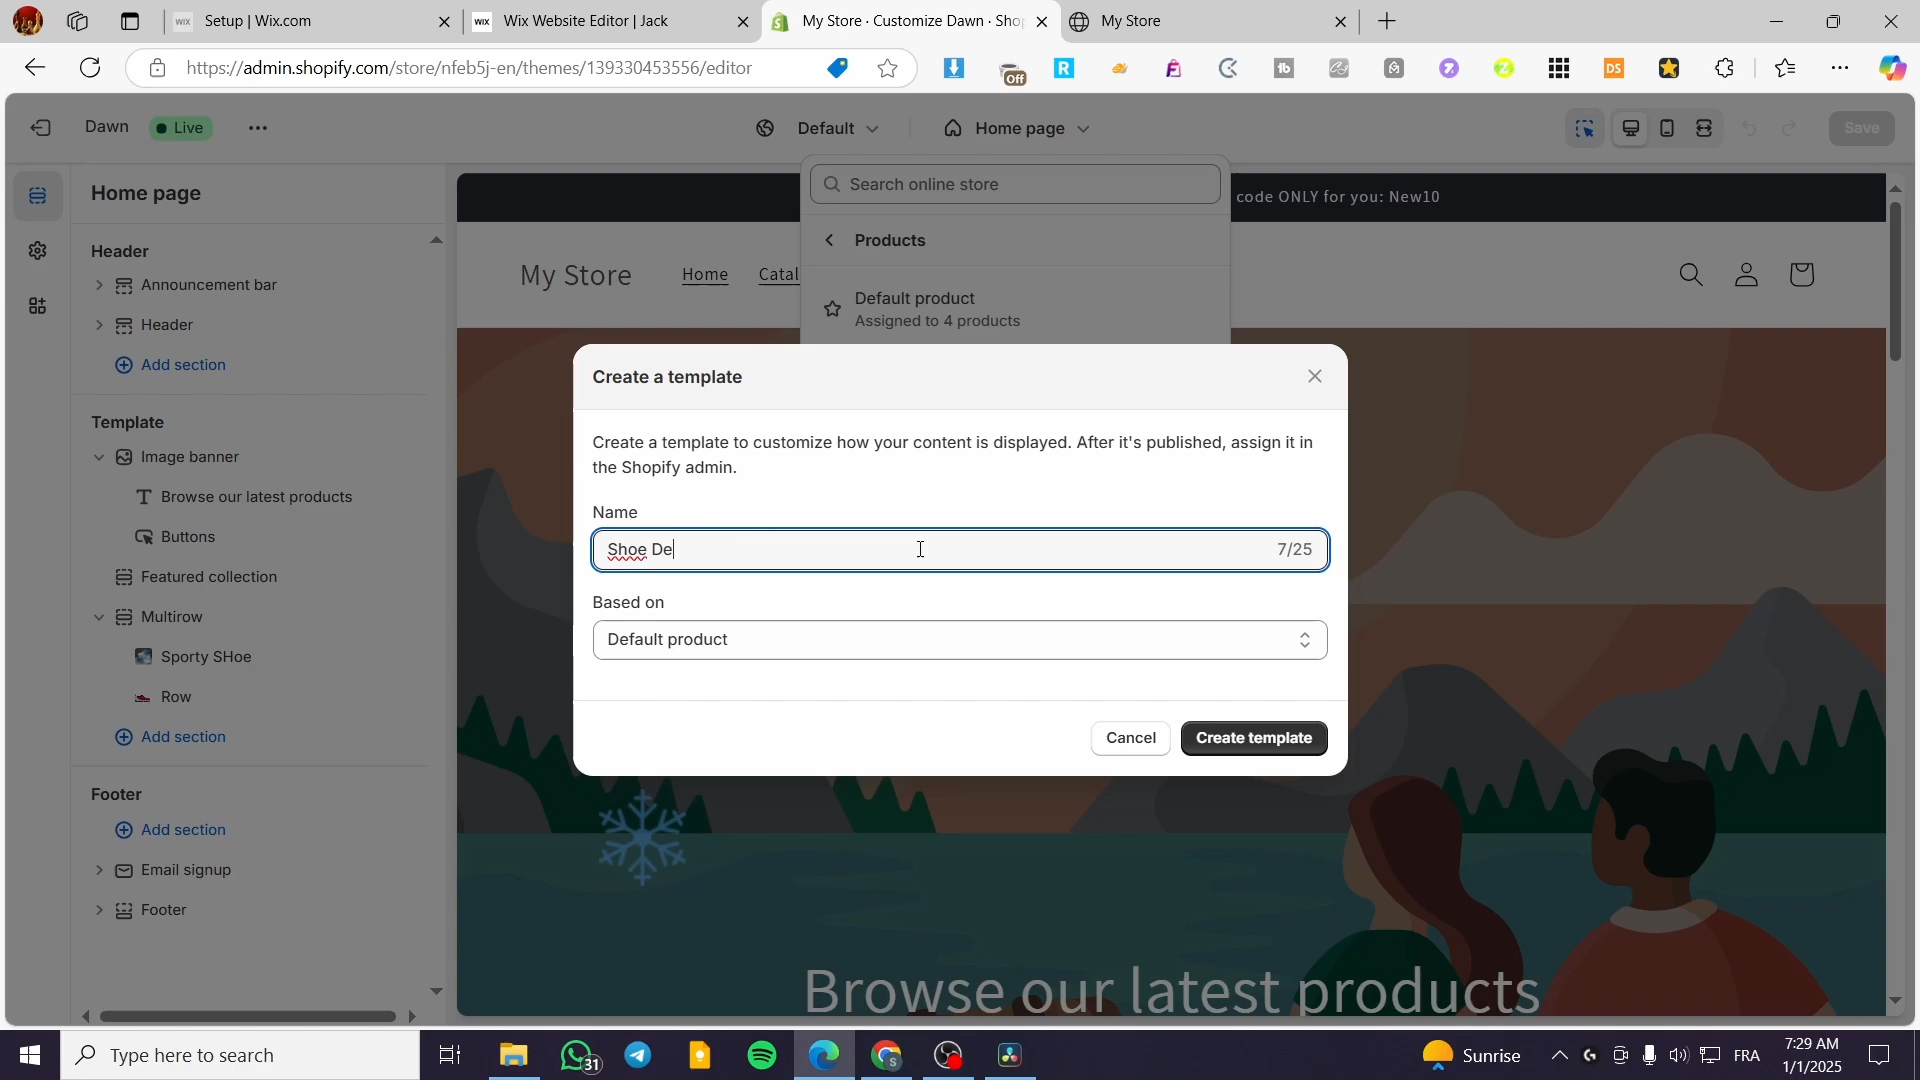 Setup | Wix.com
Wix Website Editor | Jack
My Store · Customize Dawn · Sho
My Store
https://admin.shopify.com/store/nfeb5j-en/themes/139330453556/editor
Off
Dawn
Live
Default
Home page
Save
Home page
Header
Announcement bar
Header
Add section
Template
Image banner
Browse our latest products
Buttons
Featured collection
Multirow
Sporty SHoe
Row
Add section
Footer
Add section
Email signup
Footer
Search online store
code ONLY for you: New10
Products
My Store
Home
Catal
Default product
Assigned to 4 products
Create a template
Create a template to customize how your content is displayed. After it's published, assign it in
the Shopify admin.
Name
Shoe De
7/25
Based on
Default product
Cancel
Create template
Browse our latest products
Type here to search
31
Sunrise
FRA
7:29 AM
1/1/2025